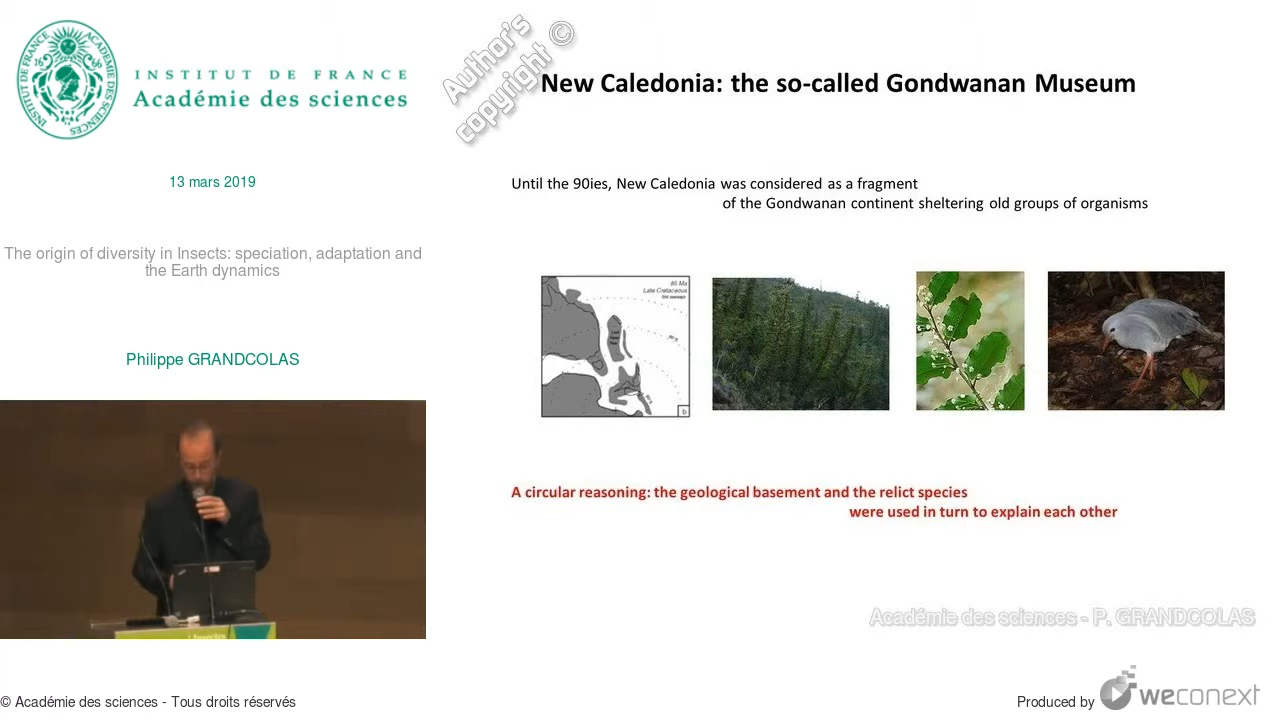 INSTITUT DE FRANCE
Académie des sciences
13 mars 2019
The origin of diversity in Insects: speciation, adaptation and
the Earth dynamics
Philippe GRANDCOLAS
Author's
copyright ©
New Caledonia: the so-called Gondwanan Museum
Until the 90ies, New Caledonia was considered as a fragment
of the Gondwanan continent sheltering old groups of organisms
85 Ma
Late Cretaceous
b
A circular reasoning: the geological basement and the relict species
were used in turn to explain each other
Académie des sciences - P. GRANDCOLAS
© Académie des sciences - Tous droits réservés
Produced by weconext